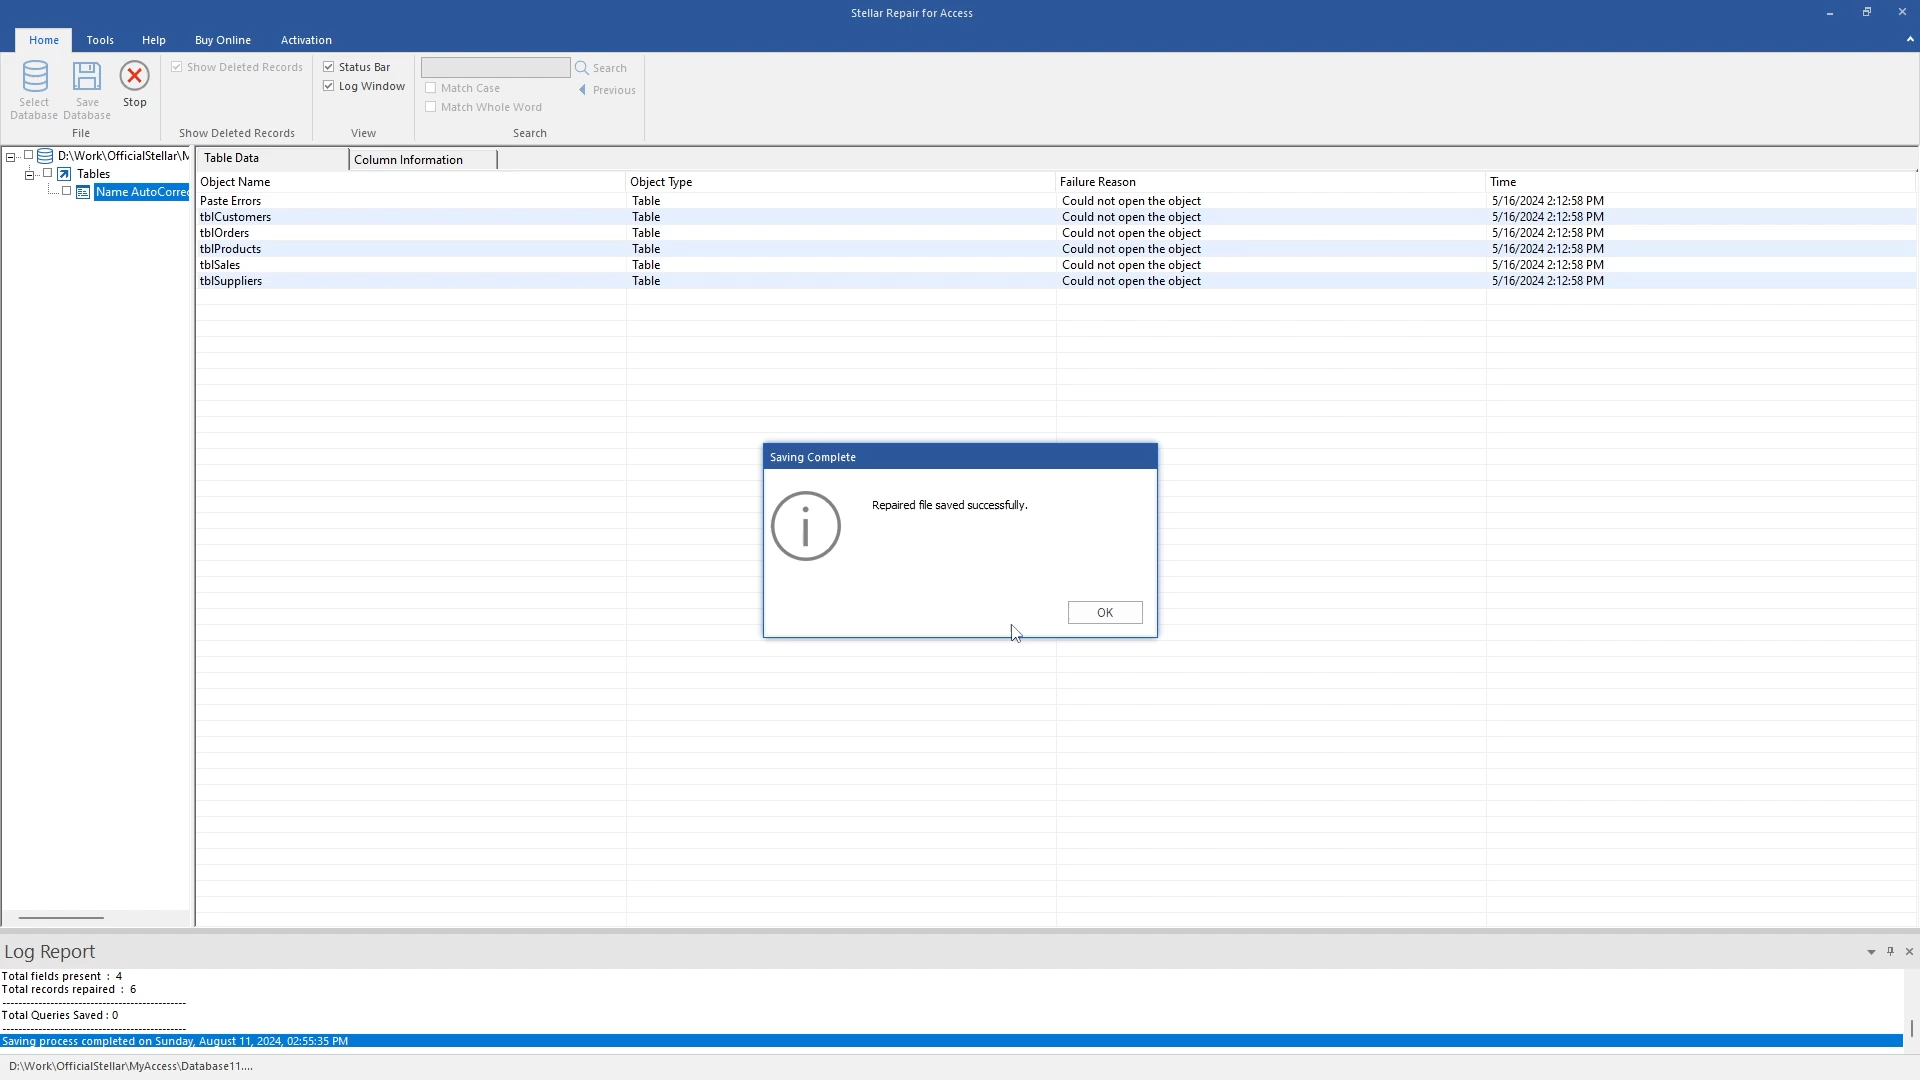 Stellar Repair for Access
Home Tools Help Buy Online Activation
Select Database
Save Database
Stop
File
Show Deleted Records
Show Deleted Records
Status Bar
Log Window
View
Search
Match Case
Previous
Match Whole Word
Search
D:\Work\OfficialStellar\M
Tables
Name AutoCorrec
Table Data Column Information
Object Name Object Type Failure Reason Time
Paste Errors Table Could not open the object 5/16/2024 2:12:58 PM
tblCustomers Table Could not open the object 5/16/2024 2:12:58 PM
tblOrders Table Could not open the object 5/16/2024 2:12:58 PM
tblProducts Table Could not open the object 5/16/2024 2:12:58 PM
tblSales Table Could not open the object 5/16/2024 2:12:58 PM
tblSuppliers Table Could not open the object 5/16/2024 2:12:58 PM
Saving Complete
Repaired file saved successfully.
OK
Log Report
Total fields present : 4
Total records repaired : 6
----------------------------------------------
Total Queries Saved : 0
----------------------------------------------
Saving process completed on Sunday, August 11, 2024, 02:55:35 PM
D:\Work\OfficialStellar\MyAccess\Database11....